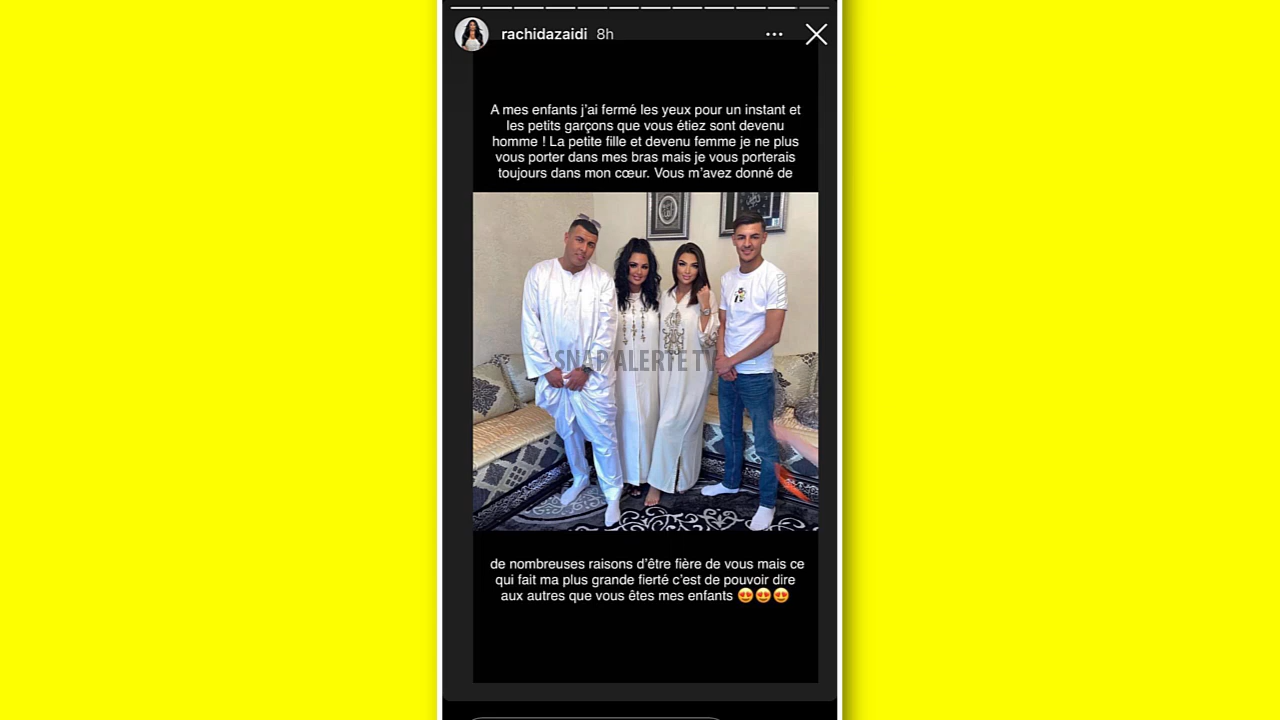 rachidazaidi 8h
A mes enfants j’ai fermé les yeux pour un instant et
les petits garçons que vous étiez sont devenu
homme ! La petite fille et devenu femme je ne plus
vous porter dans mes bras mais je vous porterais
toujours dans mon cœur. Vous m’avez donné de
SNAP ALERTE TV
de nombreuses raisons d’être fière de vous mais ce
qui fait ma plus grande fierté c’est de pouvoir dire
aux autres que vous êtes mes enfants 😍😍😍